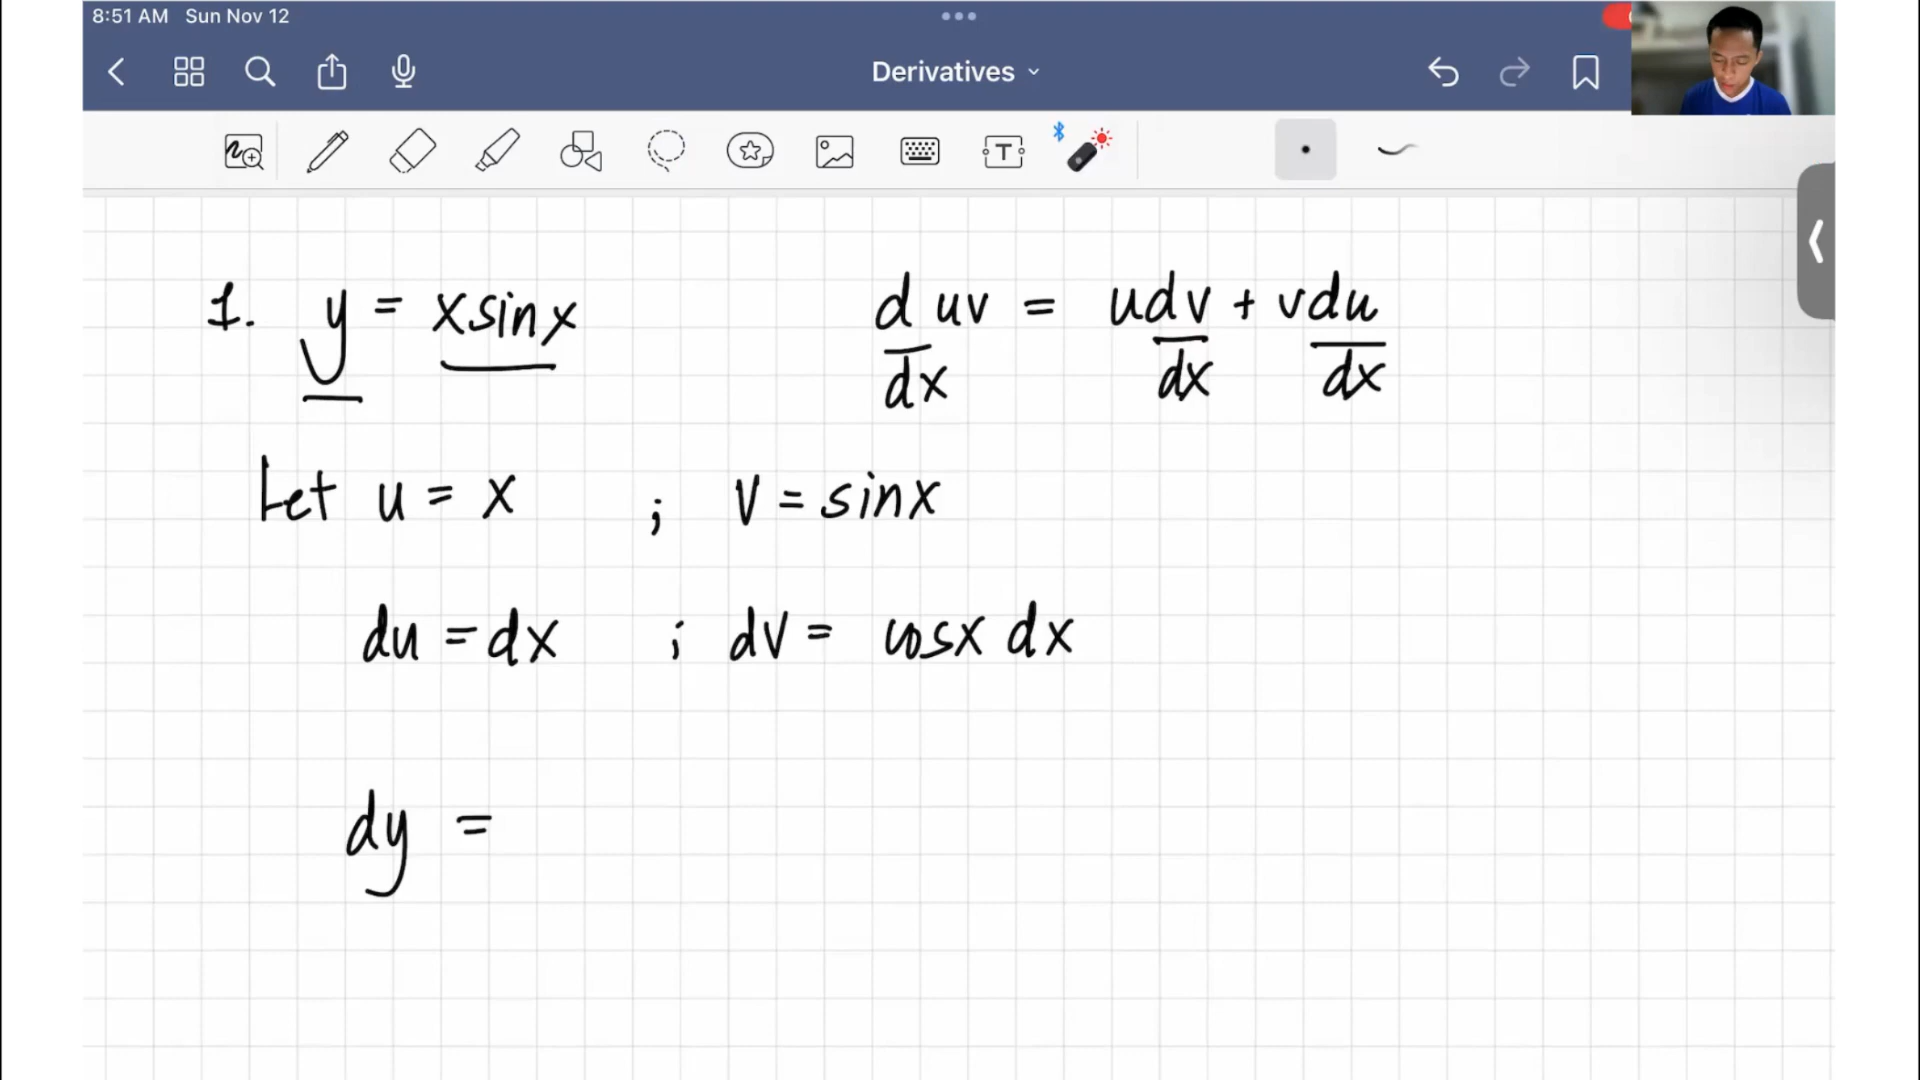 8:51 AM Sun Nov 12
Derivatives
T
1. y = xsinx
d/dx uv = udv/dx + vdu/dx
Let u = x ; v = sinx
du = dx ; dv = cosx dx
dy =